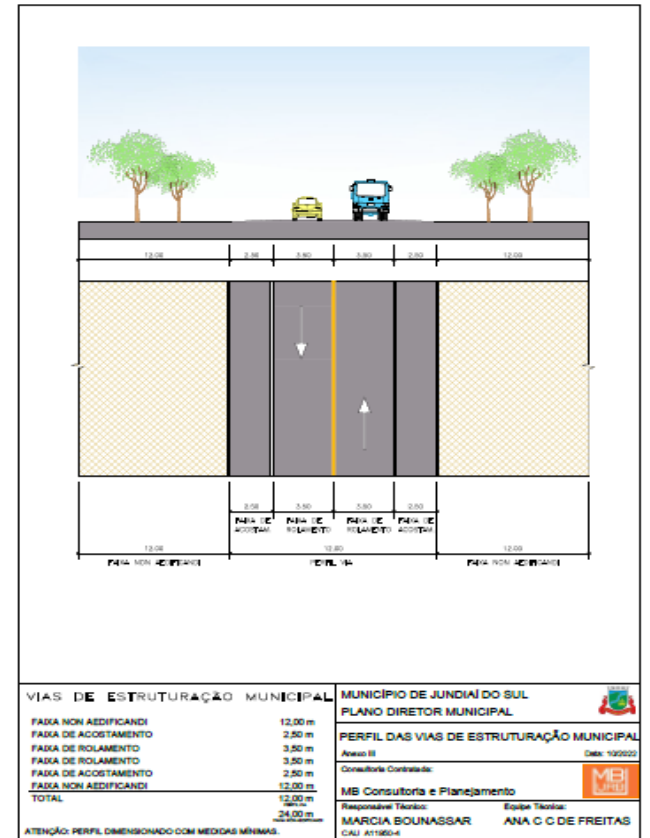 12.00 2.50 3.50 3.50 2.50 12.00
2.50 3.50 3.50 2.50
FAIXA DE ACOSTAM. FAIXA DE ROLAMENTO FAIXA DE ROLAMENTO FAIXA DE ACOSTAM.
12.00 12.00 12.00
FAIXA NON AEDIFICANDI PERFIL VIA FAIXA NON AEDIFICANDI
VIAS DE ESTRUTURAÇÃO MUNICIPAL
FAIXA NON AEDIFICANDI 12,00 m
FAIXA DE ACOSTAMENTO 2,50 m
FAIXA DE ROLAMENTO 3,50 m
FAIXA DE ROLAMENTO 3,50 m
FAIXA DE ACOSTAMENTO 2,50 m
FAIXA NON AEDIFICANDI 12,00 m
TOTAL 12,00 m
24,00 m
ATENÇÃO: PERFIL DIMENSIONADO COM MEDIDAS MÍNIMAS.
MUNICÍPIO DE JUNDIAÍ DO SUL
PLANO DIRETOR MUNICIPAL
PERFIL DAS VIAS DE ESTRUTURAÇÃO MUNICIPAL
Anexo III Data: 10/2022
Consultoria Contratada:
MB Consultoria e Planejamento
MB
URB
Responsável Técnico: Equipe Técnica:
MARCIA BOUNASSAR ANA C C DE FREITAS
CAU A11950-4